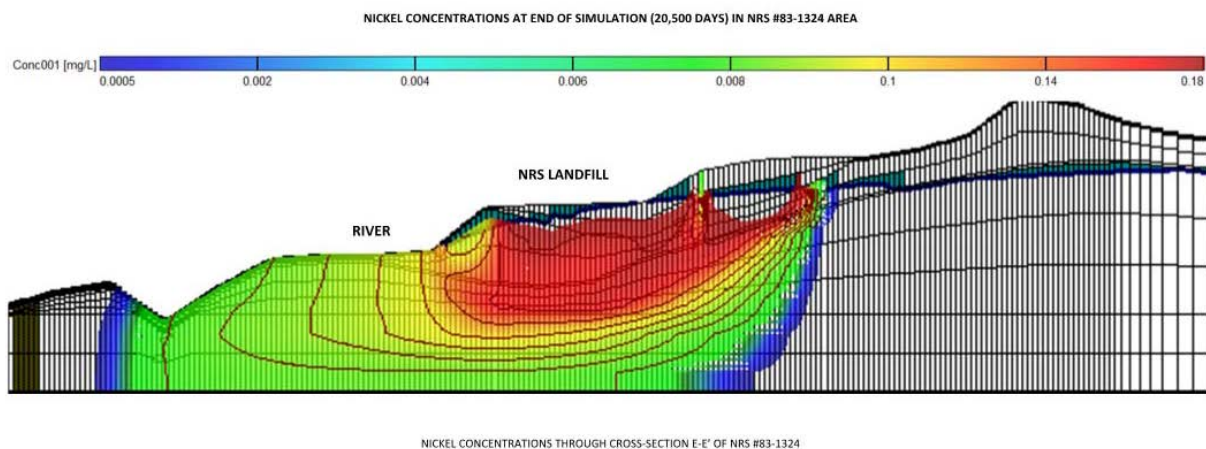 NICKEL CONCENTRATIONS AT END OF SIMULATION (20,500 DAYS) IN NRS #83-1324 AREA
Conc001 [mg/L]
0.0005 0.002 0.004 0.006 0.008 0.1 0.14 0.18
NRS LANDFILL
RIVER
NICKEL CONCENTRATIONS THROUGH CROSS-SECTION E-E' OF NRS #83-1324